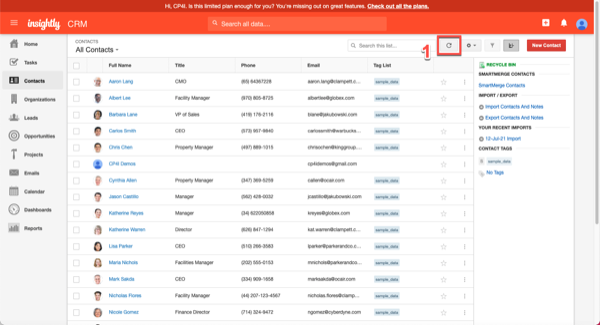 Hi, CP4I. Is this limited plan enough for you? You're missing out on great features. Check out all the plans.
insightly CRM Search all data...
Home
Tasks
Contacts
Organizations
Leads
Opportunities
Projects
Emails
Calendar
Dashboards
Reports
CONTACTS
All Contacts
Search this list...
1
New Contact
Full Name Title Phone Email Tag List
Aaron Lang CMO (65) 64367228 aaron.lang@clampett.c... sample_data
Albert Lee Facility Manager (970) 805-8725 albertlee@globex.com sample_data
Barbara Lane VP of Sales (419) 176-2116 blane@jakubowski.com sample_data
Carlos Smith CEO (573) 957-9840 carlossmith@warbucks... sample_data
Chris Chen Property Manager (497) 889-1015 chrischen@kinggroup.... sample_data
CP4I Demos cp4idemos@gmail.com
Cynthia Allen Property Manager (347) 369-5259 callen@ocair.com sample_data
Jason Castillo Manager (592) 428-0032 jcastillo@jakubowski.com sample_data
Katherine Reyes Manager (34) 622050858 kreyes@globex.com sample_data
Katherine Warren Director (626) 847-1294 kat.warren@clampett.c... sample_data
Lisa Parker CEO (510) 266-3583 lparker@parkerandco.... sample_data
Maria Nichols Facilities Manager (202) 555-0153 mnichols@parkerandco... sample_data
Mark Sakda CEO (334) 909-1658 marksakda@ocair.com sample_data
Nicholas Flores Facility Manager (44) 207-123-4567 nicholas.flores@clamp... sample_data
Nicole Gomez Finance Director (714) 324-9472 ngomez@cyberdyne.com sample_data
RECYCLE BIN
SMARTMERGE CONTACTS
SmartMerge Contacts
IMPORT / EXPORT
Import Contacts And Notes
Export Contacts And Notes
YOUR RECENT IMPORTS
12-Jul-21 Import
CONTACT TAGS
sample_data
No Tags